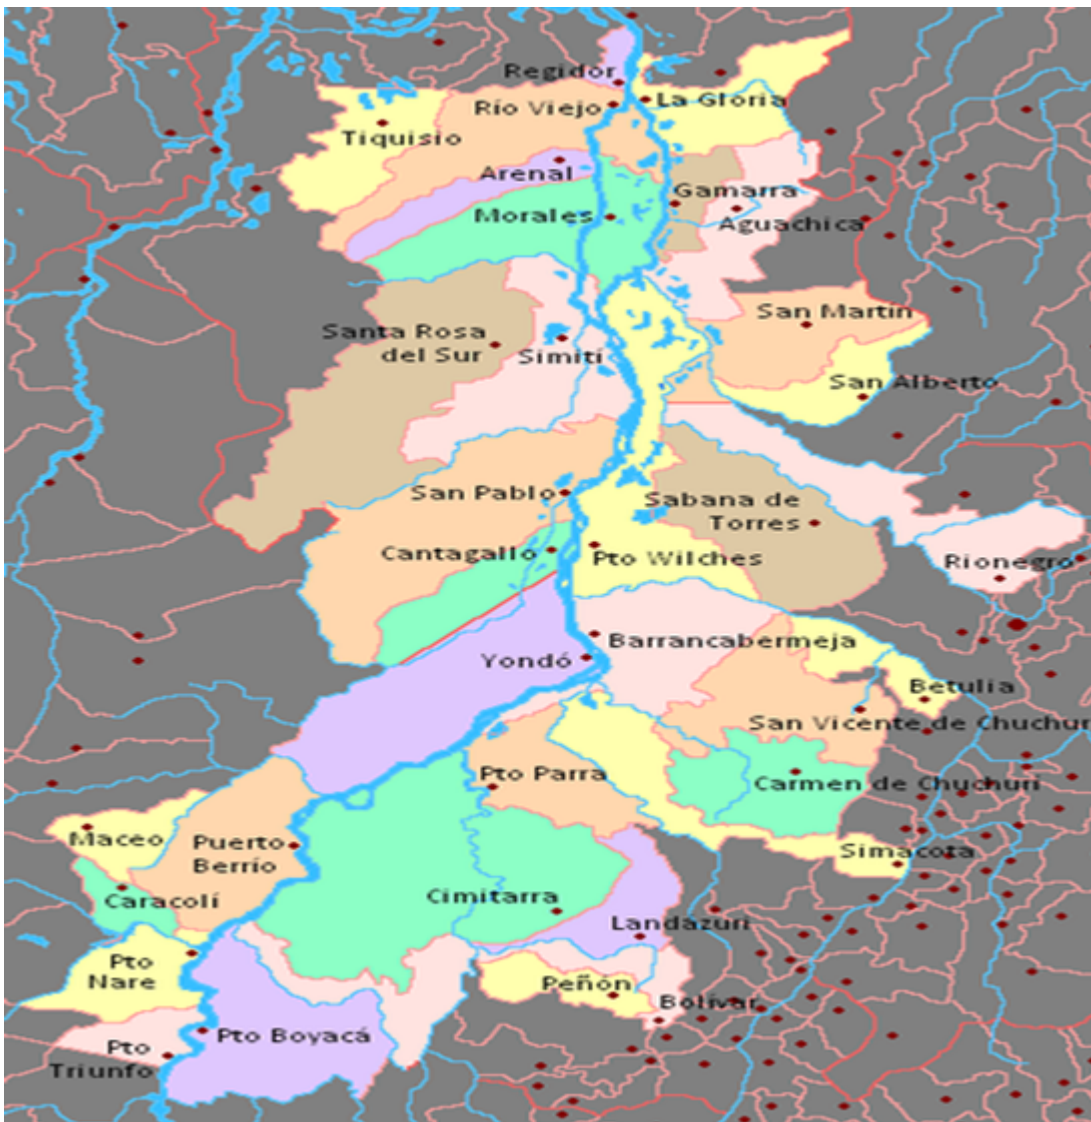 Regidor
Río Viejo
La Gloria
Tiquisio
Arenal
Gamarra
Morales
Aguachica
San Martín
Santa Rosa
del Sur
Simití
San Alberto
San Pablo
Sabana de
Torres
Cantagallo
Pto Wilches
Rionegro
Barrancabermeja
Yondó
Betulia
San Vicente de Chuchur
Pto Parra
Carmen de Chuchurí
Maceo
Puerto
Berrío
Simacota
Caracolí
Cimitarra
Landazuri
Pto
Nare
Peñón
Bolívar
Pto Boyacá
Pto
Triunfo